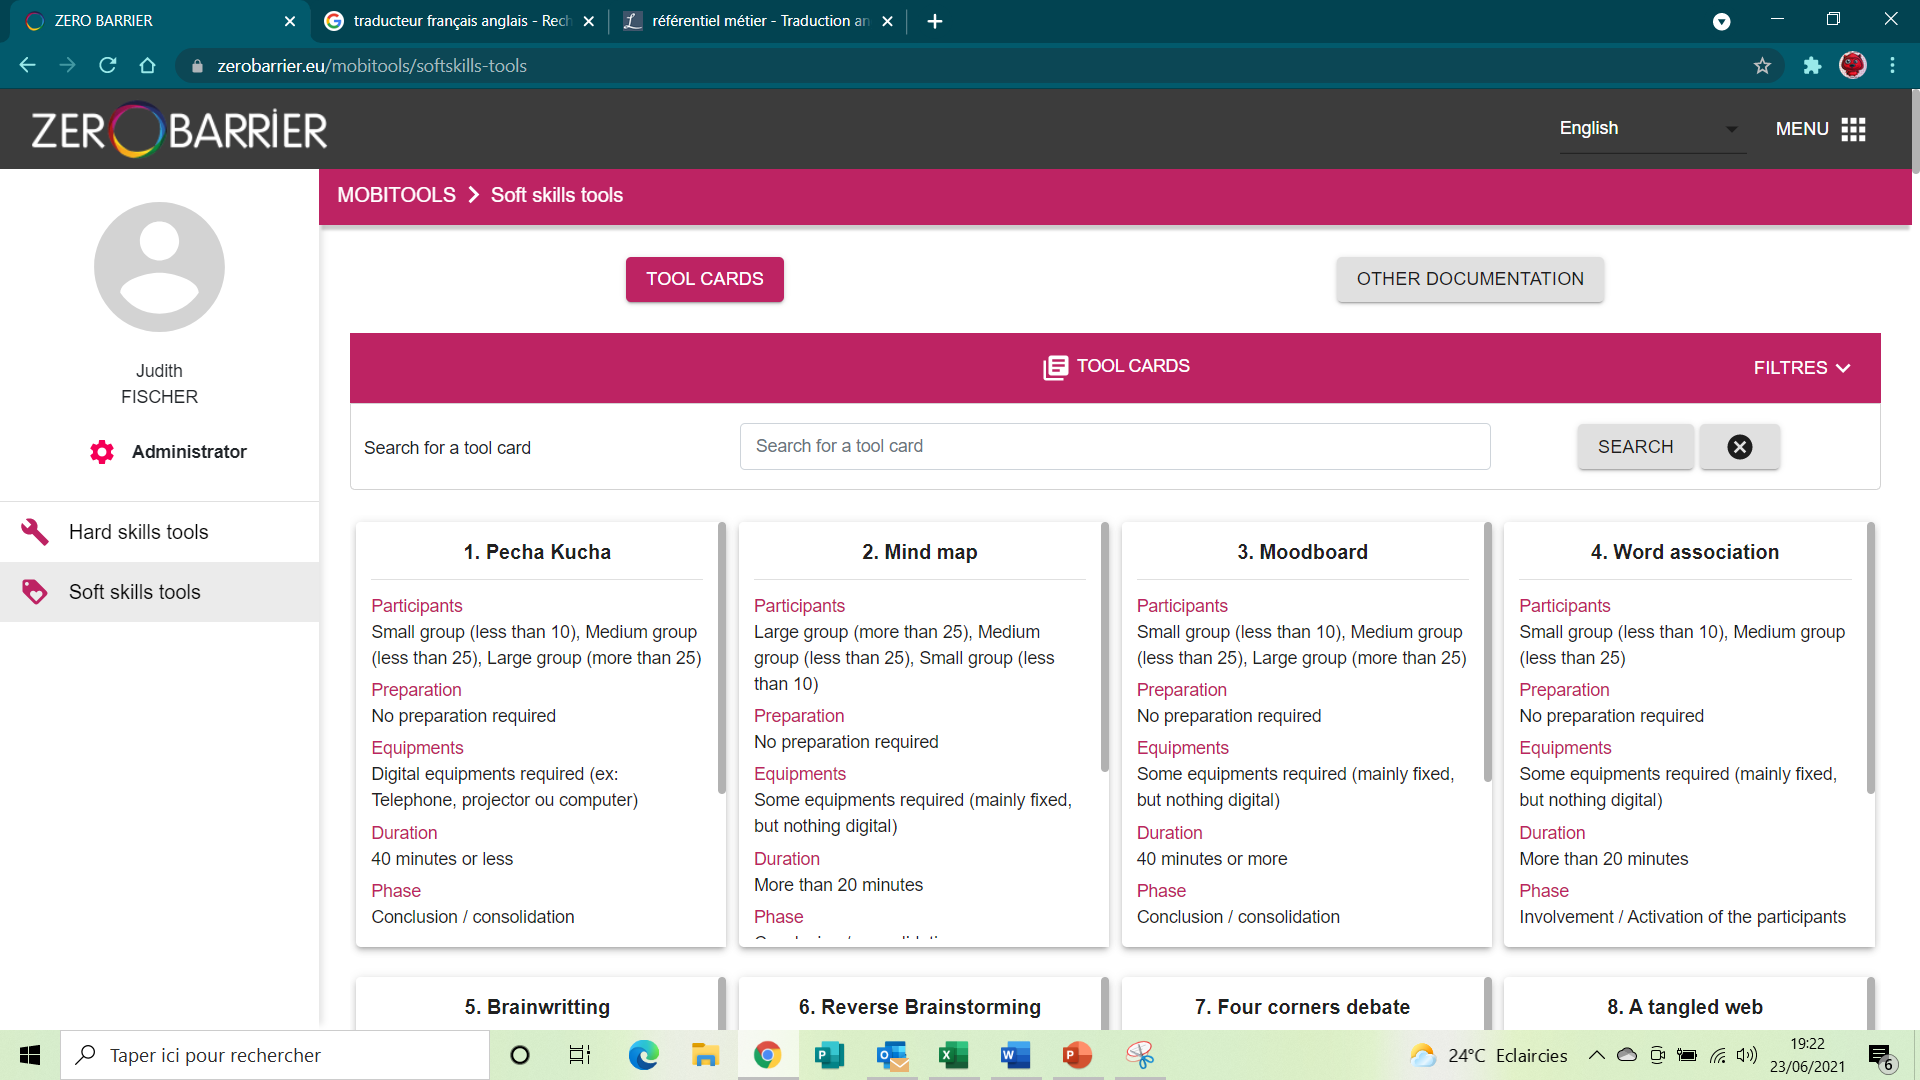 ZERO BARRIER
traducteur français anglais - Rech
référentiel métier - Traduction an
zerobarrier.eu/mobitools/softskills-tools
ZEROBARRiER
English
MENU
MOBITOOLS > Soft skills tools
Judith
FISCHER
Administrator
Hard skills tools
Soft skills tools
TOOL CARDS
OTHER DOCUMENTATION
TOOL CARDS
FILTRES
Search for a tool card
Search for a tool card
SEARCH
1. Pecha Kucha
Participants
Small group (less than 10), Medium group
(less than 25), Large group (more than 25)
Preparation
No preparation required
Equipments
Digital equipments required (ex:
Telephone, projector ou computer)
Duration
40 minutes or less
Phase
Conclusion / consolidation
2. Mind map
Participants
Large group (more than 25), Medium
group (less than 25), Small group (less
than 10)
Preparation
No preparation required
Equipments
Some equipments required (mainly fixed,
but nothing digital)
Duration
More than 20 minutes
Phase
3. Moodboard
Participants
Small group (less than 10), Medium group
(less than 25), Large group (more than 25)
Preparation
No preparation required
Equipments
Some equipments required (mainly fixed,
but nothing digital)
Duration
40 minutes or more
Phase
Conclusion / consolidation
4. Word association
Participants
Small group (less than 10), Medium group
(less than 25)
Preparation
No preparation required
Equipments
Some equipments required (mainly fixed,
but nothing digital)
Duration
More than 20 minutes
Phase
Involvement / Activation of the participants
5. Brainwritting
6. Reverse Brainstorming
7. Four corners debate
8. A tangled web
Taper ici pour rechercher
24°C Eclaircies
19:22
23/06/2021
6